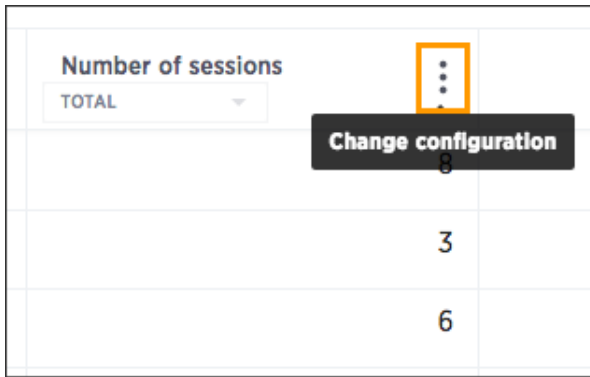 Number of sessions
TOTAL
Change configuration
8
3
6